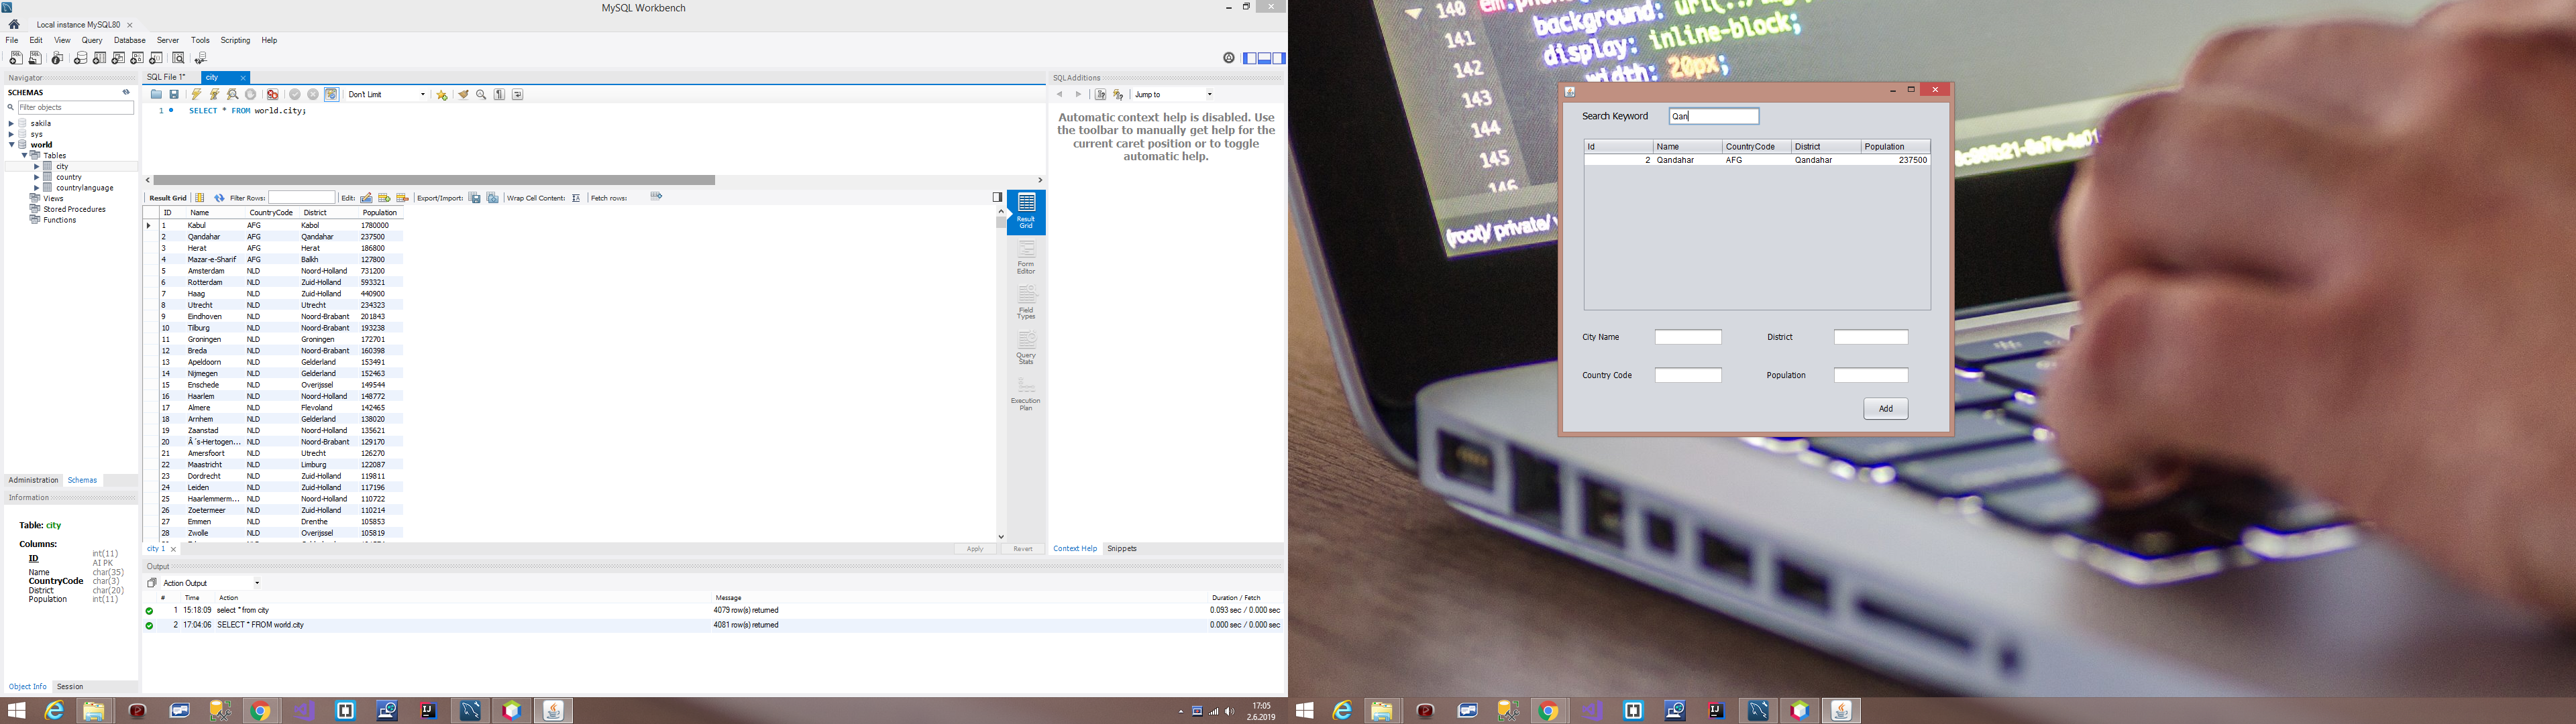 MySQL Workbench
Local instance MySQL80
File Edit View Query Database Server Tools Scripting Help
Navigator
SCHEMAS
Filter objects
sakila
sys
world
Tables
city
country
countrylanguage
Views
Stored Procedures
Functions
Administration Schemas
Information
Table: city
Columns:
ID int(11) AI PK
Name char(35)
CountryCode char(3)
District char(20)
Population int(11)
Object Info Session
SQL File 1* city
Don't Limit
1 SELECT * FROM world.city;
Result Grid Filter Rows: Edit: Export/Import: Wrap Cell Content: Fetch rows:
ID Name CountryCode District Population
1 Kabul AFG Kabol 1780000
2 Qandahar AFG Qandahar 237500
3 Herat AFG Herat 186800
4 Mazar-e-Sharif AFG Balkh 127800
5 Amsterdam NLD Noord-Holland 731200
6 Rotterdam NLD Zuid-Holland 593321
7 Haag NLD Zuid-Holland 440900
8 Utrecht NLD Utrecht 234323
9 Eindhoven NLD Noord-Brabant 201843
10 Tilburg NLD Noord-Brabant 193238
11 Groningen NLD Groningen 172701
12 Breda NLD Noord-Brabant 160398
13 Apeldoorn NLD Gelderland 153491
14 Nijmegen NLD Gelderland 152463
15 Enschede NLD Overijssel 149544
16 Haarlem NLD Noord-Holland 148772
17 Almere NLD Flevoland 142465
18 Arnhem NLD Gelderland 138020
19 Zaanstad NLD Noord-Holland 135621
20 Â´s-Hertogen... NLD Noord-Brabant 129170
21 Amersfoort NLD Utrecht 126270
22 Maastricht NLD Limburg 122087
23 Dordrecht NLD Zuid-Holland 119811
24 Leiden NLD Zuid-Holland 117196
25 Haarlemmerm... NLD Noord-Holland 110722
26 Zoetermeer NLD Zuid-Holland 110214
27 Emmen NLD Drenthe 105853
28 Zwolle NLD Overijssel 105819
Result Grid
Form Editor
Field Types
Query Stats
Execution Plan
city 1 Apply Revert
SQLAdditions
Jump to
Automatic context help is disabled. Use
the toolbar to manually get help for the
current caret position or to toggle
automatic help.
Context Help Snippets
Output
Action Output
# Time Action Message Duration / Fetch
1 15:18:09 select * from city 4079 row(s) returned 0.093 sec / 0.000 sec
2 17:04:06 SELECT * FROM world.city 4081 row(s) returned 0.000 sec / 0.000 sec
17:05
2.6.2019
140
141 background: url(../
142 display: inline-block;
143 width: 20px;
144
145
146
(root)/ private/
Search Keyword Qan
Id Name CountryCode District Population
2 Qandahar AFG Qandahar 237500
City Name District
Country Code Population
Add